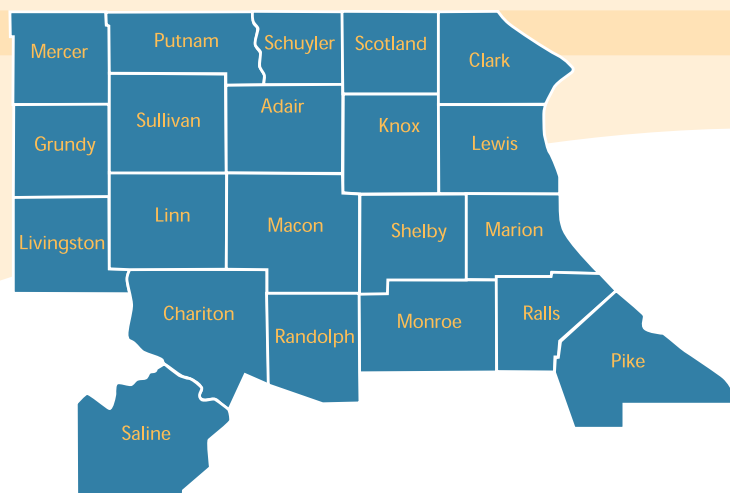 Mercer
Putnam
Schuyler
Scotland
Clark
Grundy
Sullivan
Adair
Knox
Lewis
Livingston
Linn
Macon
Shelby
Marion
Chariton
Randolph
Monroe
Ralls
Pike
Saline